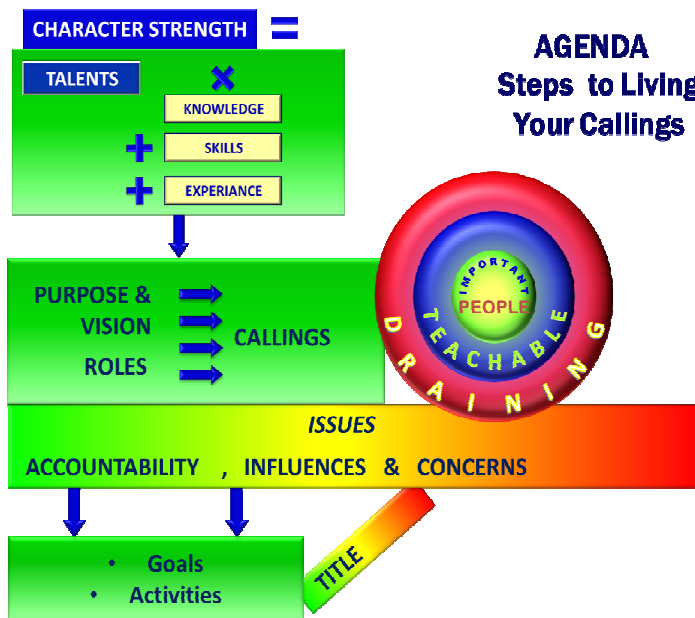 CHARACTER STRENGTH =
AGENDA
Steps to Living
Your Callings
TALENTS ×
KNOWLEDGE
+ SKILLS
+ EXPERIANCE
PURPOSE &
VISION
ROLES
CALLINGS
IMPORTANT
PEOPLE
TEACHABLE
DRAINING
ISSUES
ACCOUNTABILITY , INFLUENCES & CONCERNS
• Goals
• Activities
TITLE